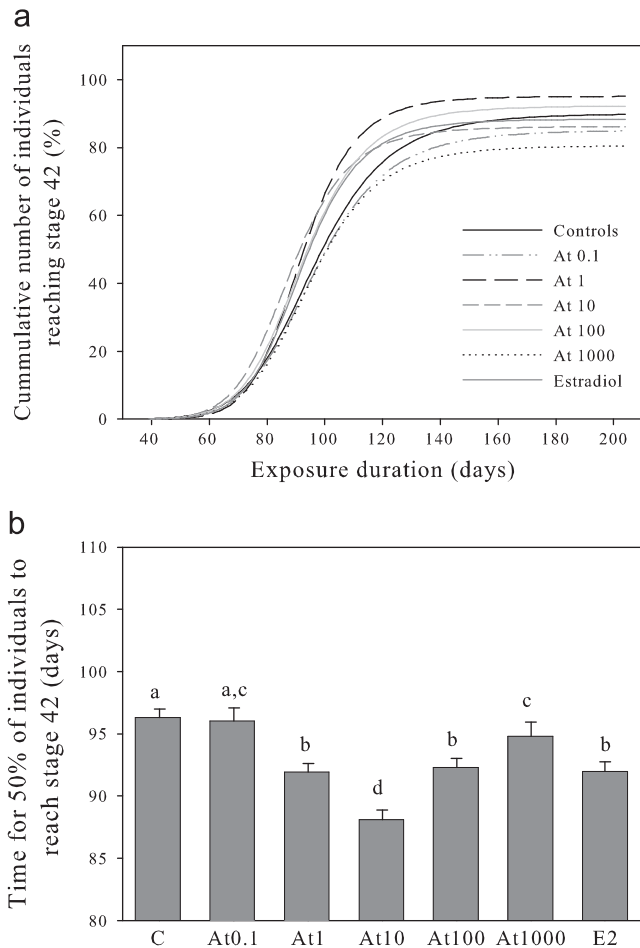 a
Cummulative number of individuals
reaching stage 42 (%)
100
80
60
40
20
0
Controls
At 0.1
At 1
At 10
At 100
At 1000
Estradiol
40 60 80 100 120 140 160 180 200
Exposure duration (days)
b
Time for 50% of individuals to
reach stage 42 (days)
110
105
100
95
90
85
80
a a,c b d b c b
C At0.1 At1 At10 At100 At1000 E2